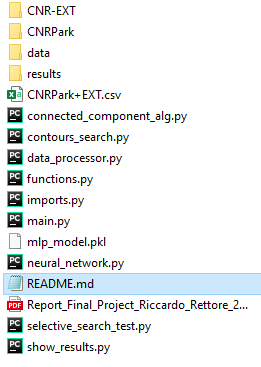 CNR-EXT
CNRPark
data
results
CNRPark+EXT.csv
connected_component_alg.py
contours_search.py
data_processor.py
functions.py
imports.py
main.py
mlp_model.pkl
neural_network.py
README.md
Report_Final_Project_Riccardo_Rettore_2...
selective_search_test.py
show_results.py